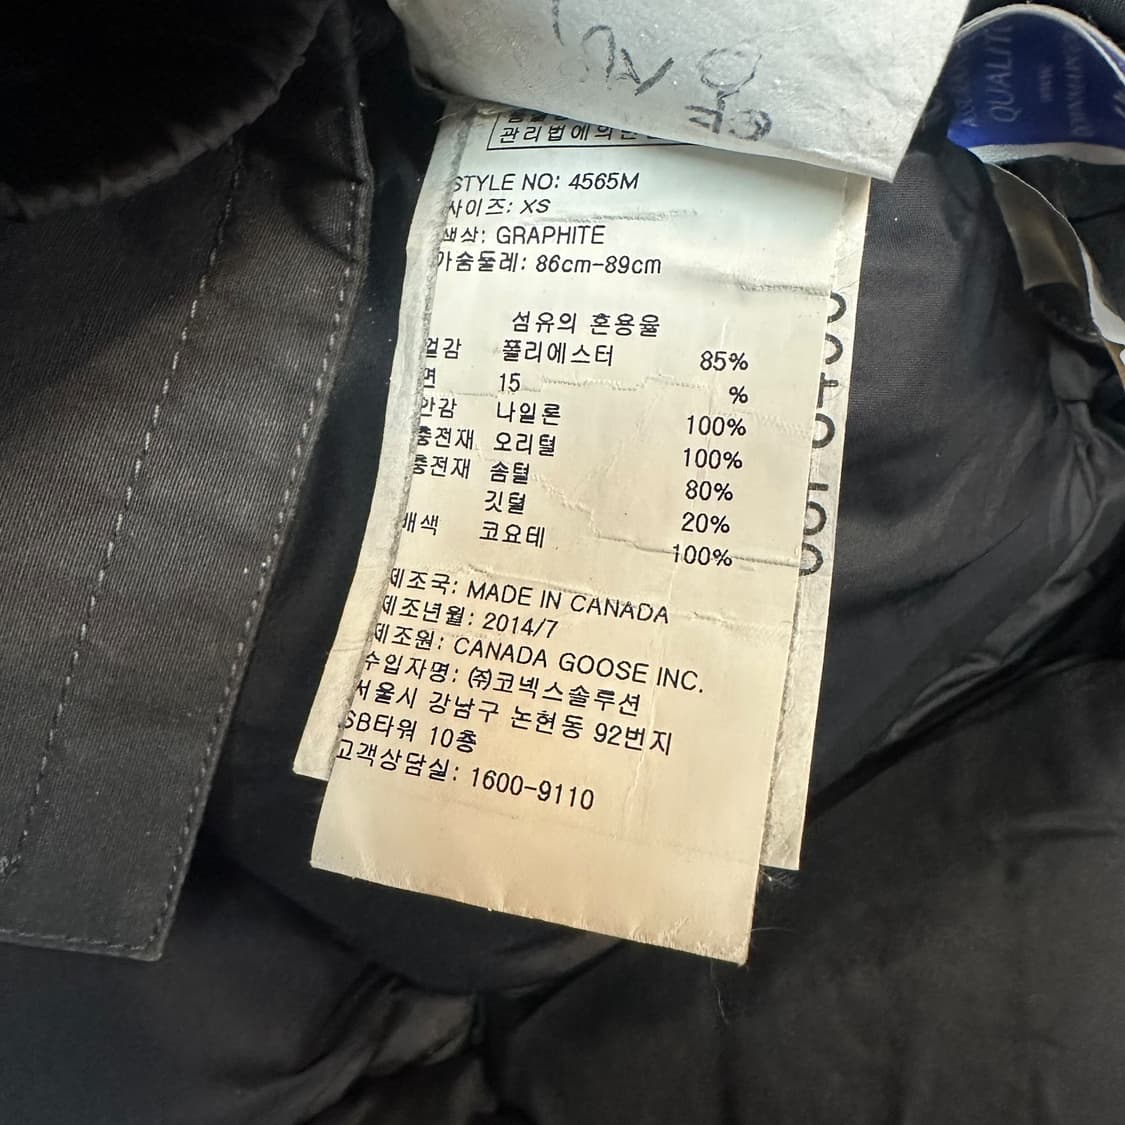 관리법에의
STYLE NO: 4565M
사이즈: XS
색상: GRAPHITE
가슴둘레: 86cm-89cm
섬유의 혼용율
겉감 폴리에스터 85%
면 15 %
안감 나일론 100%
충전재 오리털 100%
충전재 솜털 80%
깃털 20%
배색 코요테 100%
제조국: MADE IN CANADA
제조년월: 2014/7
제조원: CANADA GOOSE INC.
수입자명: ㈜코넥스솔루션
서울시 강남구 논현동 92번지
SB타워 10층
고객상담실: 1600-9110
QUALIT